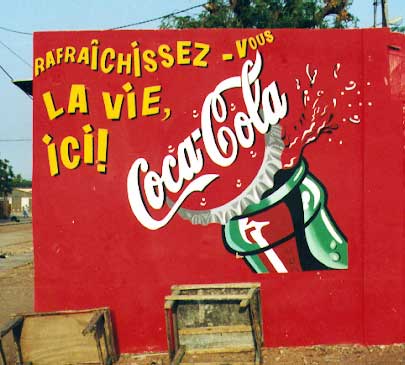 RAFRAÎCHISSEZ - VOUS
LA VIE,
ICI!
Coca-Cola